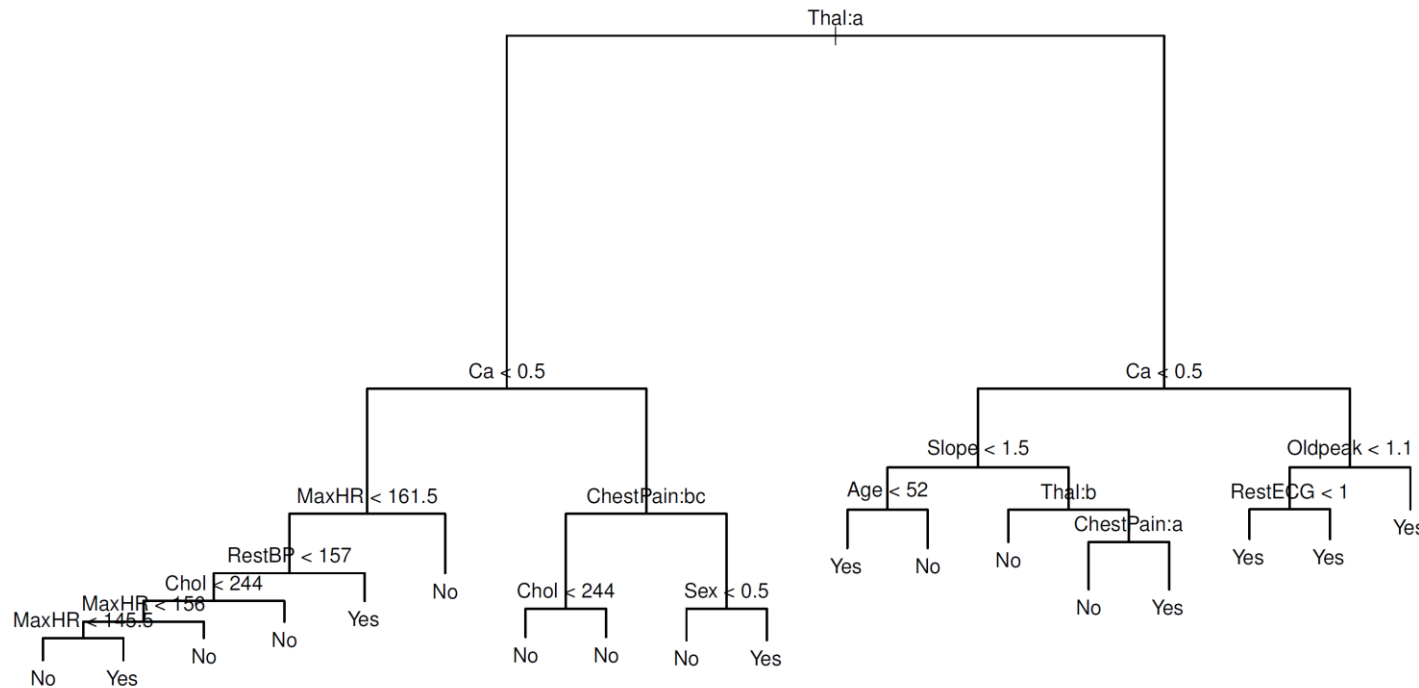 Thal:a
Ca < 0.5
Ca < 0.5
Slope < 1.5
Oldpeak < 1.1
MaxHR < 161.5
ChestPain:bc
Age < 52
Thal:b
RestECG < 1
ChestPain:a
Yes
RestBP < 157
Yes
No
No
Yes
Yes
Chol < 244
No
Chol < 244
Sex < 0.5
No
Yes
MaxHR < 156
Yes
MaxHR < 145.5
No
No
No
No
No
Yes
No
Yes